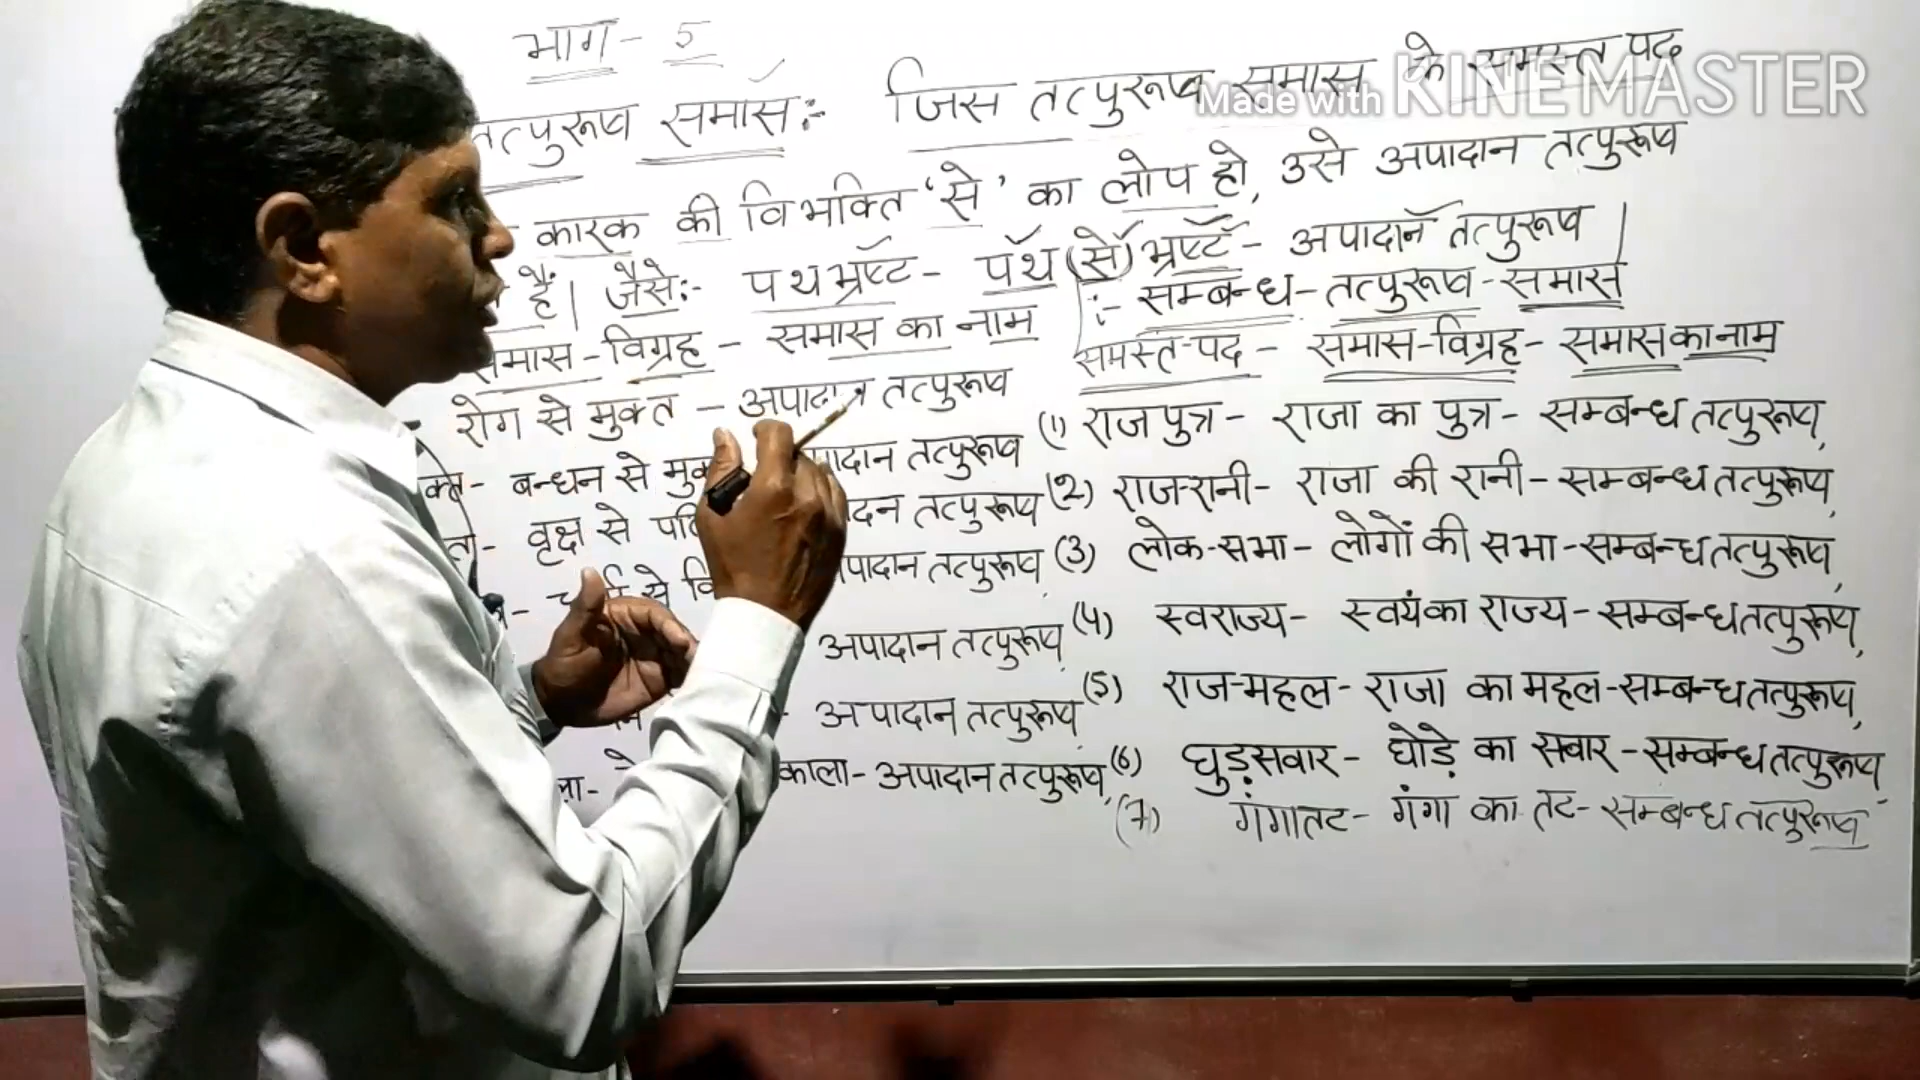 भाग- 5
तत्पुरूष समास:- जिस तत्पुरूष समास के समस्त पद
कारक की विभक्ति 'से' का लोप हो, उसे अपादान तत्पुरूष
हैं। जैसे:- पथभ्रष्ट- पथ (से) भ्रष्ट- अपादान तत्पुरूष
समास-विग्रह - समास का नाम
रोग से मुक्त - अपादान तत्पुरूष
बन्धन से तत्पुरूष
वृक्ष से तत्पुरूष
से तत्पुरूष
अपादान तत्पुरूष
- अपादान तत्पुरूष
काला- अपादान तत्पुरूष
:- सम्बन्ध-तत्पुरूष-समास
समस्त-पद - समास-विग्रह - समास का नाम
(1) राजपुत्र- राजा का पुत्र- सम्बन्ध तत्पुरूष,
(2) राज-रानी- राजा की रानी- सम्बन्ध तत्पुरूष,
(3) लोक-सभा- लोगों की सभा-सम्बन्ध तत्पुरूष,
(4) स्वराज्य- स्वयं का राज्य-सम्बन्ध तत्पुरूष,
(5) राज-महल- राजा का महल-सम्बन्ध तत्पुरूष,
(6) घुड़सवार- घोड़े का सवार-सम्बन्ध तत्पुरूष,
(7) गंगातट- गंगा का तट- सम्बन्ध तत्पुरूष
Made with KINEMASTER